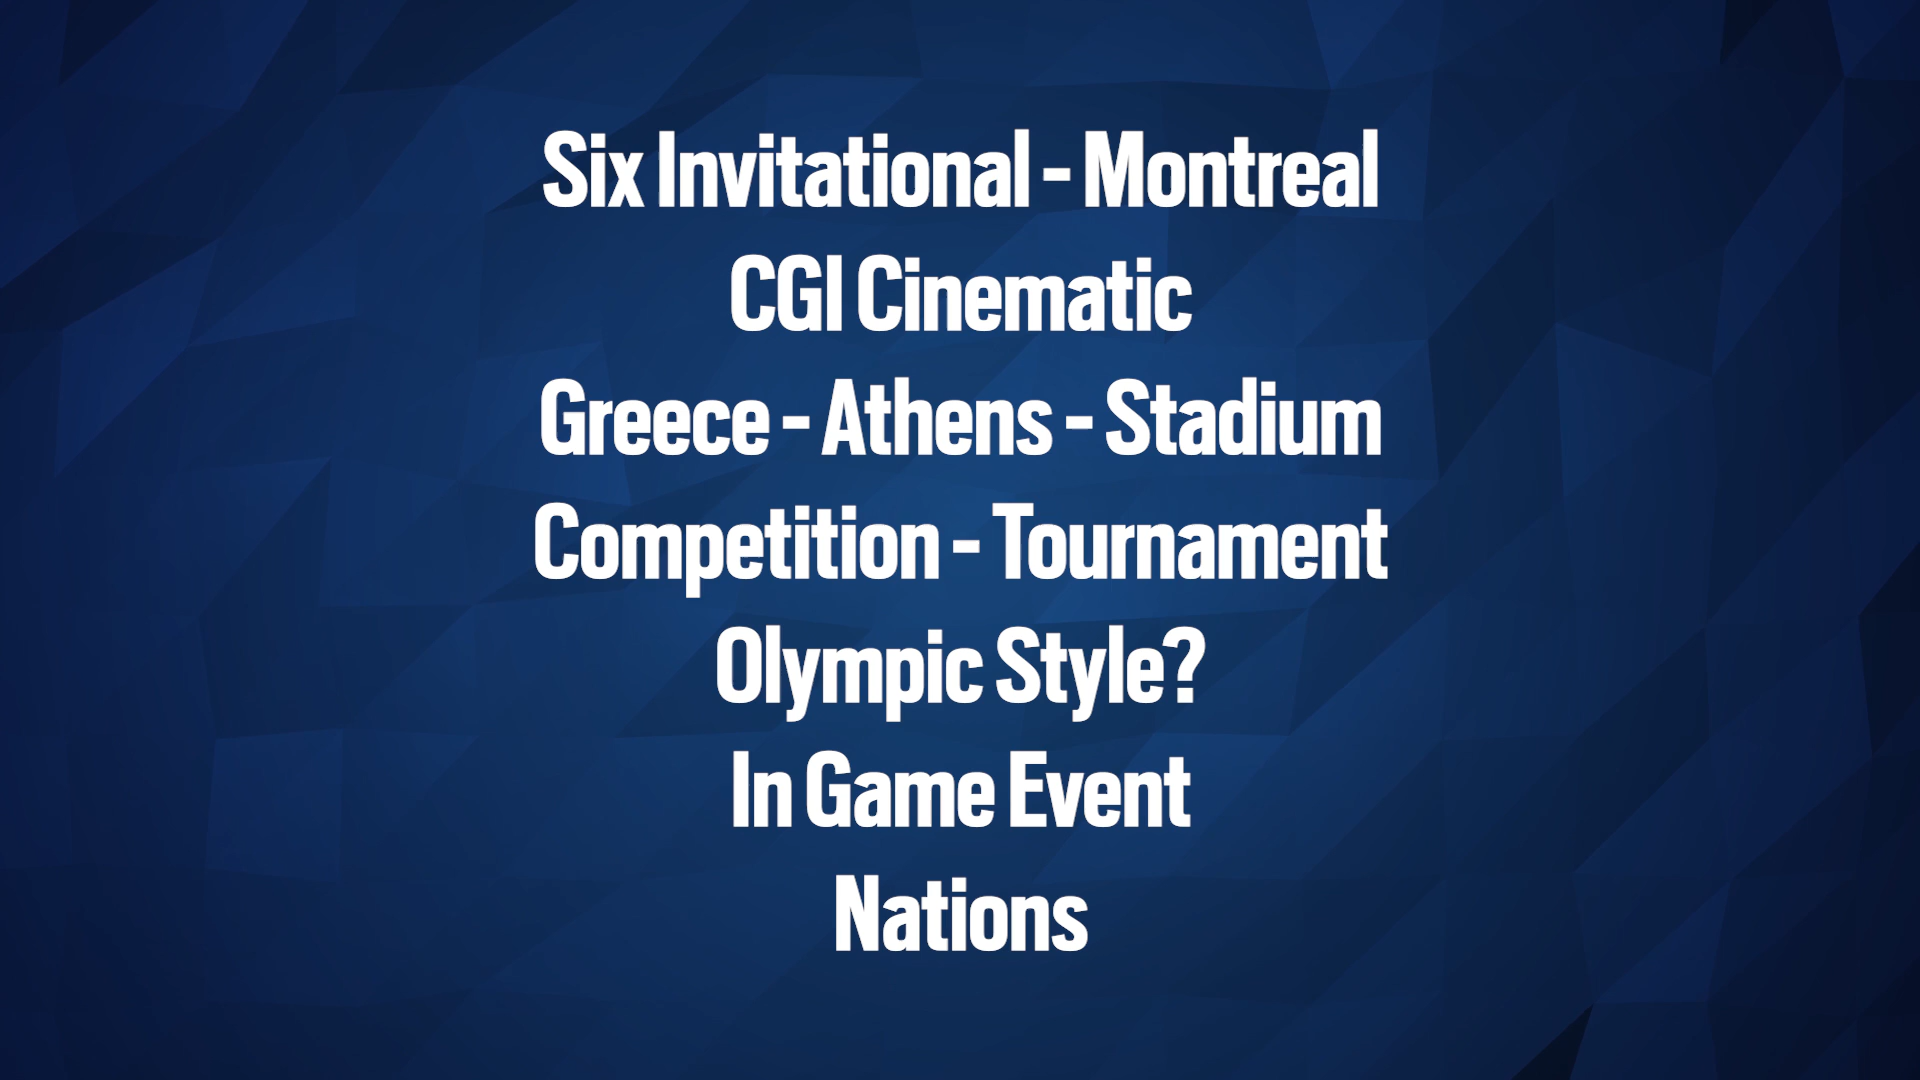 Six Invitational - Montreal
CGI Cinematic
Greece - Athens - Stadium
Competition - Tournament
Olympic Style?
In Game Event
Nations